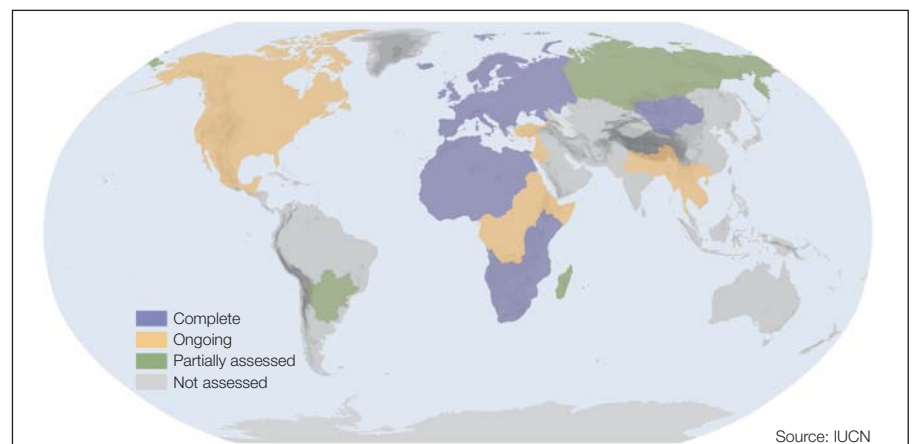 Complete
Ongoing
Partially assessed
Not assessed
Source: IUCN